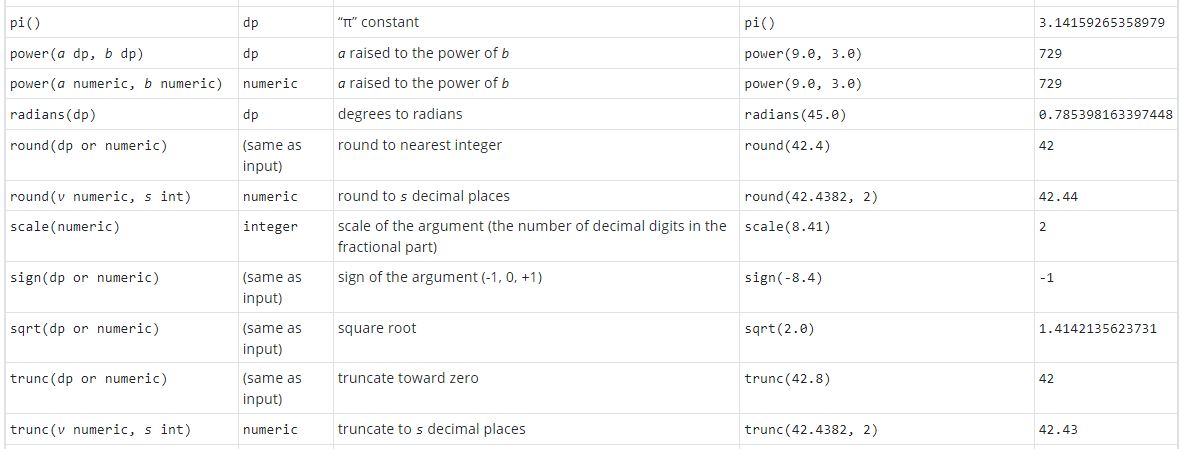 pi() dp “π” constant pi() 3.14159265358979
power(a dp, b dp) dp a raised to the power of b power(9.0, 3.0) 729
power(a numeric, b numeric) numeric a raised to the power of b power(9.0, 3.0) 729
radians(dp) dp degrees to radians radians(45.0) 0.785398163397448
round(dp or numeric) (same as round to nearest integer round(42.4) 42
input)
round(v numeric, s int) numeric round to s decimal places round(42.4382, 2) 42.44
scale(numeric) integer scale of the argument (the number of decimal digits in the scale(8.41) 2
fractional part)
sign(dp or numeric) (same as sign of the argument (-1, 0, +1) sign(-8.4) -1
input)
sqrt(dp or numeric) (same as square root sqrt(2.0) 1.4142135623731
input)
trunc(dp or numeric) (same as truncate toward zero trunc(42.8) 42
input)
trunc(v numeric, s int) numeric truncate to s decimal places trunc(42.4382, 2) 42.43